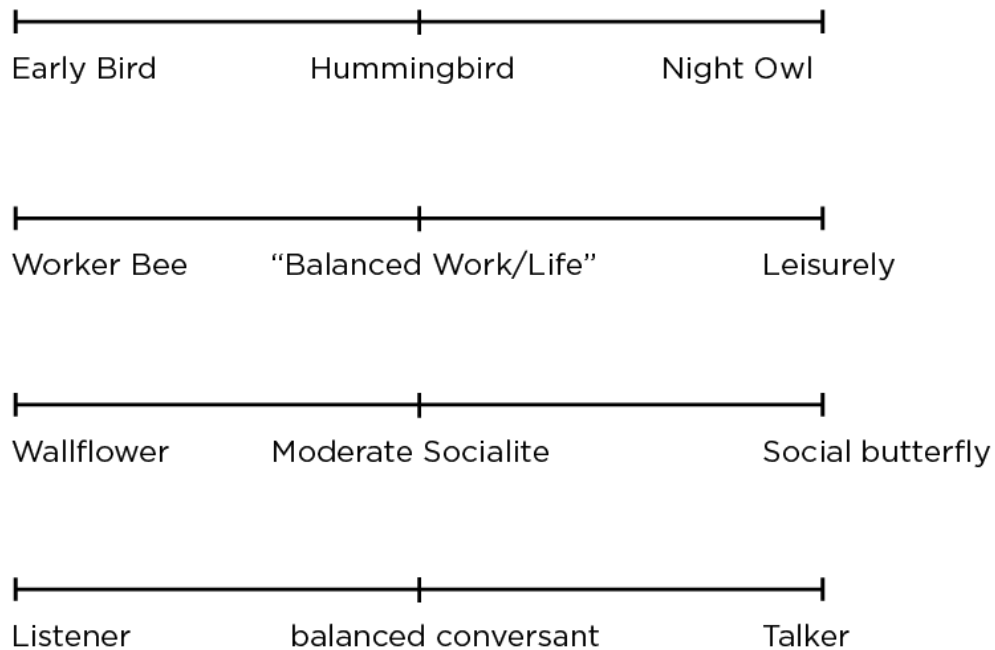 Early Bird Hummingbird Night Owl
Worker Bee “Balanced Work/Life” Leisurely
Wallflower Moderate Socialite Social butterfly
Listener balanced conversant Talker